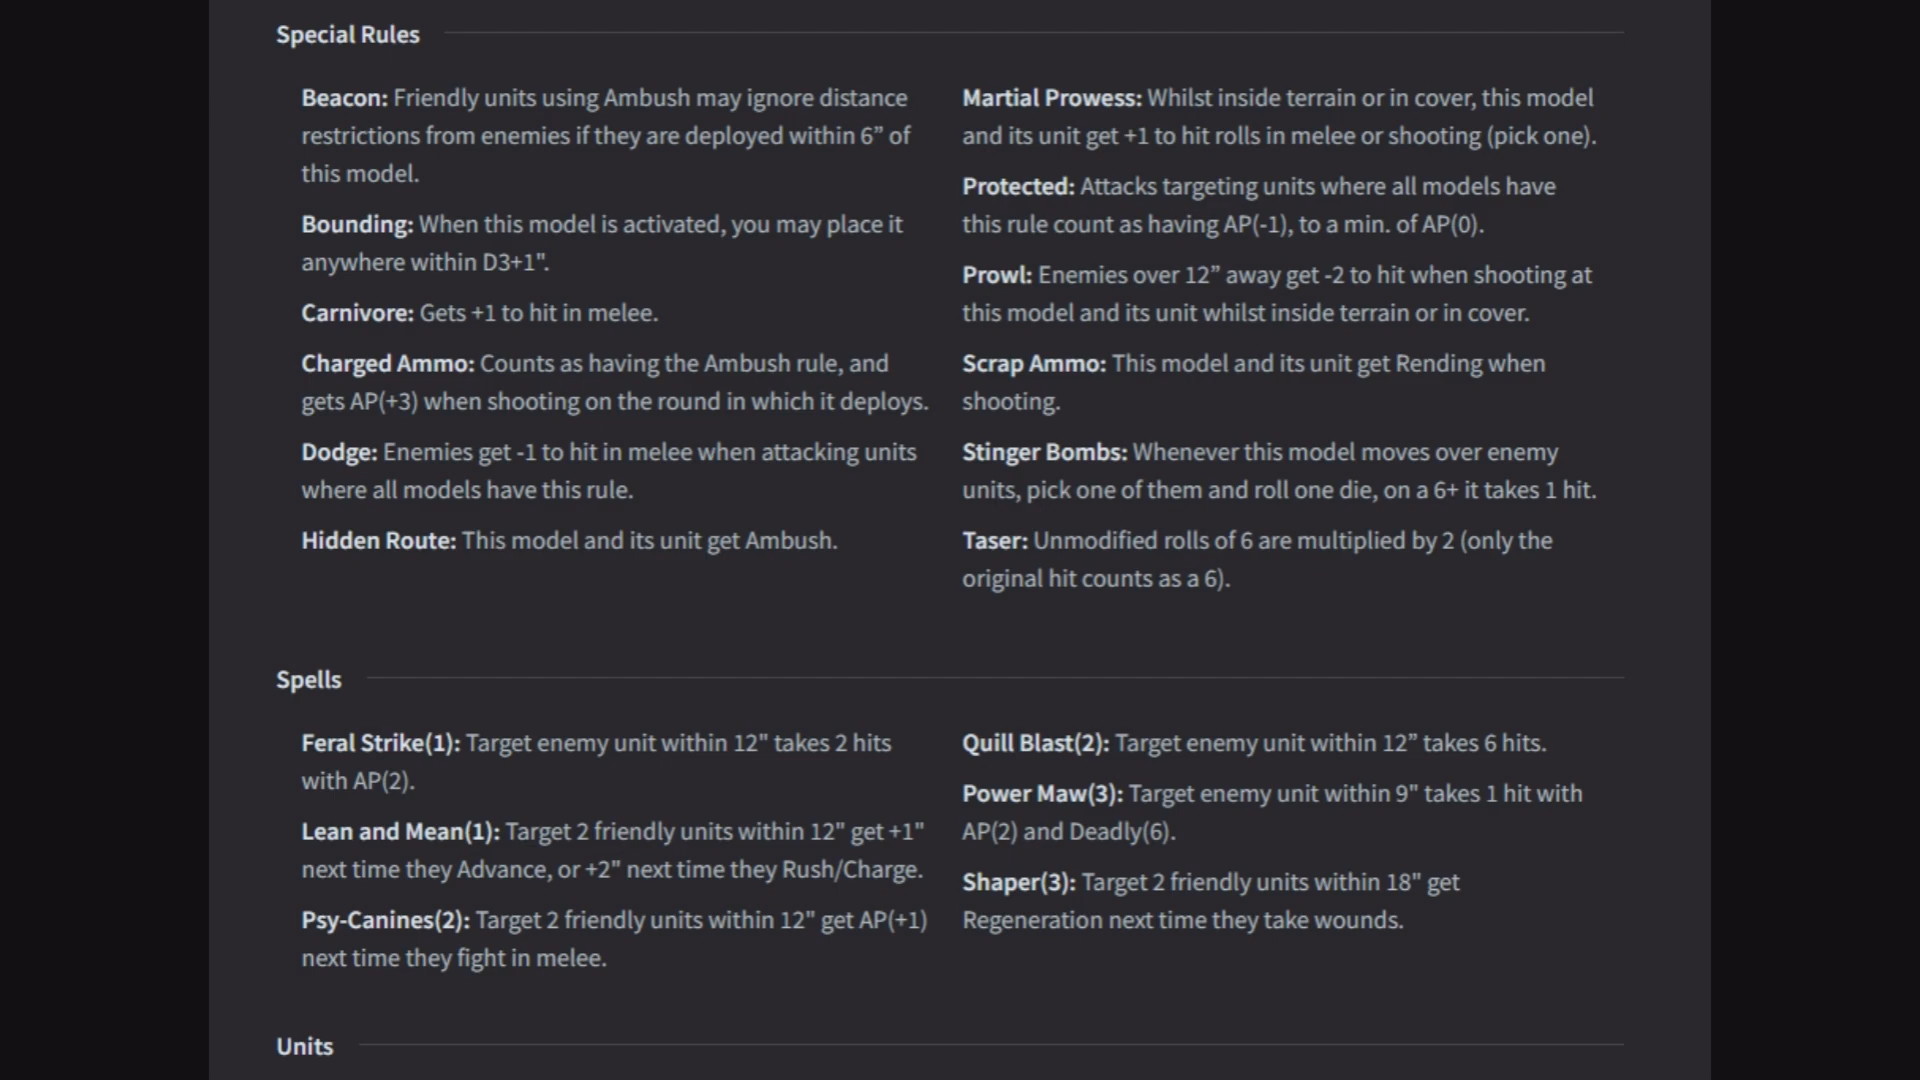 Special Rules
Beacon: Friendly units using Ambush may ignore distance
restrictions from enemies if they are deployed within 6” of
this model.
Bounding: When this model is activated, you may place it
anywhere within D3+1".
Carnivore: Gets +1 to hit in melee.
Charged Ammo: Counts as having the Ambush rule, and
gets AP(+3) when shooting on the round in which it deploys.
Dodge: Enemies get -1 to hit in melee when attacking units
where all models have this rule.
Hidden Route: This model and its unit get Ambush.
Martial Prowess: Whilst inside terrain or in cover, this model
and its unit get +1 to hit rolls in melee or shooting (pick one).
Protected: Attacks targeting units where all models have
this rule count as having AP(-1), to a min. of AP(0).
Prowl: Enemies over 12” away get -2 to hit when shooting at
this model and its unit whilst inside terrain or in cover.
Scrap Ammo: This model and its unit get Rending when
shooting.
Stinger Bombs: Whenever this model moves over enemy
units, pick one of them and roll one die, on a 6+ it takes 1 hit.
Taser: Unmodified rolls of 6 are multiplied by 2 (only the
original hit counts as a 6).
Spells
Feral Strike(1): Target enemy unit within 12" takes 2 hits
with AP(2).
Lean and Mean(1): Target 2 friendly units within 12" get +1"
next time they Advance, or +2" next time they Rush/Charge.
Psy-Canines(2): Target 2 friendly units within 12" get AP(+1)
next time they fight in melee.
Quill Blast(2): Target enemy unit within 12” takes 6 hits.
Power Maw(3): Target enemy unit within 9" takes 1 hit with
AP(2) and Deadly(6).
Shaper(3): Target 2 friendly units within 18" get
Regeneration next time they take wounds.
Units